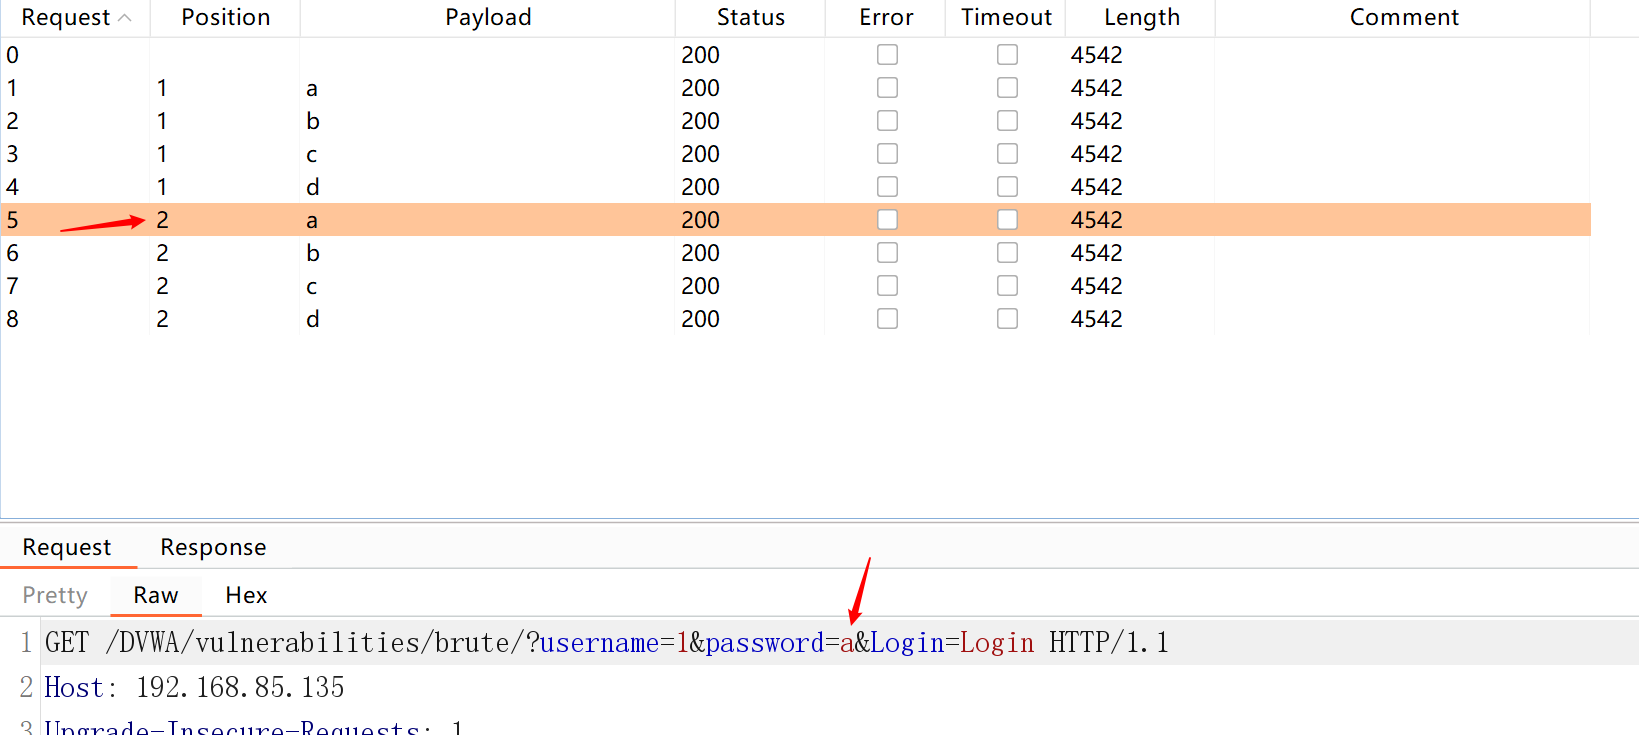 Request Position Payload Status Error Timeout Length Comment
0 200 4542
1 1 a 200 4542
2 1 b 200 4542
3 1 c 200 4542
4 1 d 200 4542
5 2 a 200 4542
6 2 b 200 4542
7 2 c 200 4542
8 2 d 200 4542
Request Response
Pretty Raw Hex
1 GET /DVWA/vulnerabilities/brute/?username=1&password=a&Login=Login HTTP/1.1
2 Host: 192.168.85.135
3 Upgrade-Insecure-Requests: 1